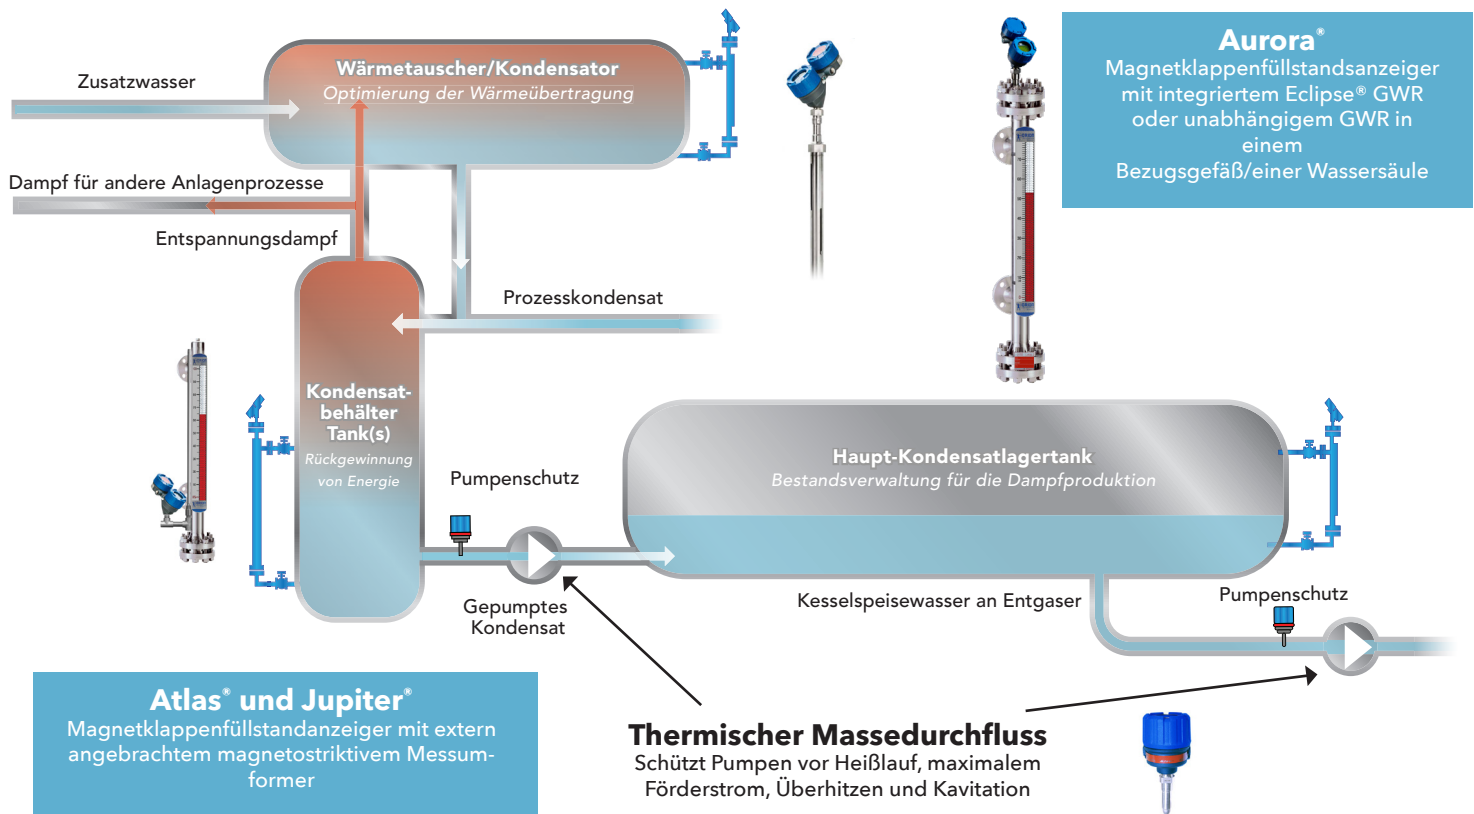 Zusatzwasser
Wärmetauscher/Kondensator
Optimierung der Wärmeübertragung
Aurora®
Magnetklappenfüllstandsanzeiger
mit integriertem Eclipse® GWR
oder unabhängigem GWR in
einem
Bezugsgefäß/einer Wassersäule
Dampf für andere Anlagenprozesse
Entspannungsdampf
Prozesskondensat
Kondensat-
behälter
Tank(s)
Rückgewinnung
von Energie
Pumpenschutz
Haupt-Kondensatlagertank
Bestandsverwaltung für die Dampfproduktion
Gepumptes
Kondensat
Kesselspeisewasser an Entgaser
Pumpenschutz
Atlas® und Jupiter®
Magnetklappenfüllstandanzeiger mit extern
angebrachtem magnetostriktivem Messum-
former
Thermischer Massedurchfluss
Schützt Pumpen vor Heißlauf, maximalem
Förderstrom, Überhitzen und Kavitation